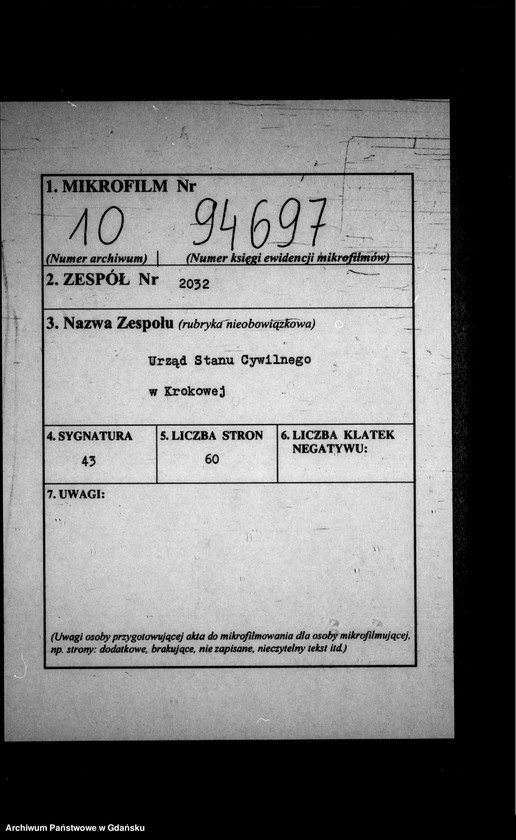 1. MIKROFILM Nr
10 94697
(Numer archiwum) (Numer księgi ewidencji mikrofilmów)
2. ZESPÓŁ Nr 2032
3. Nazwa Zespołu (rubryka nieobowiązkowa)
Urząd Stanu Cywilnego
w Krokowej
4. SYGNATURA
43
5. LICZBA STRON
60
6. LICZBA KLATEK
NEGATYWU:
7. UWAGI:
(Uwagi osoby przygotowującej akta do mikrofilmowania dla osoby mikrofilmującej,
np. strony: dodatkowe, brakujące, nie zapisane, nieczytelny tekst itd.)
Archiwum Państwowe w Gdańsku